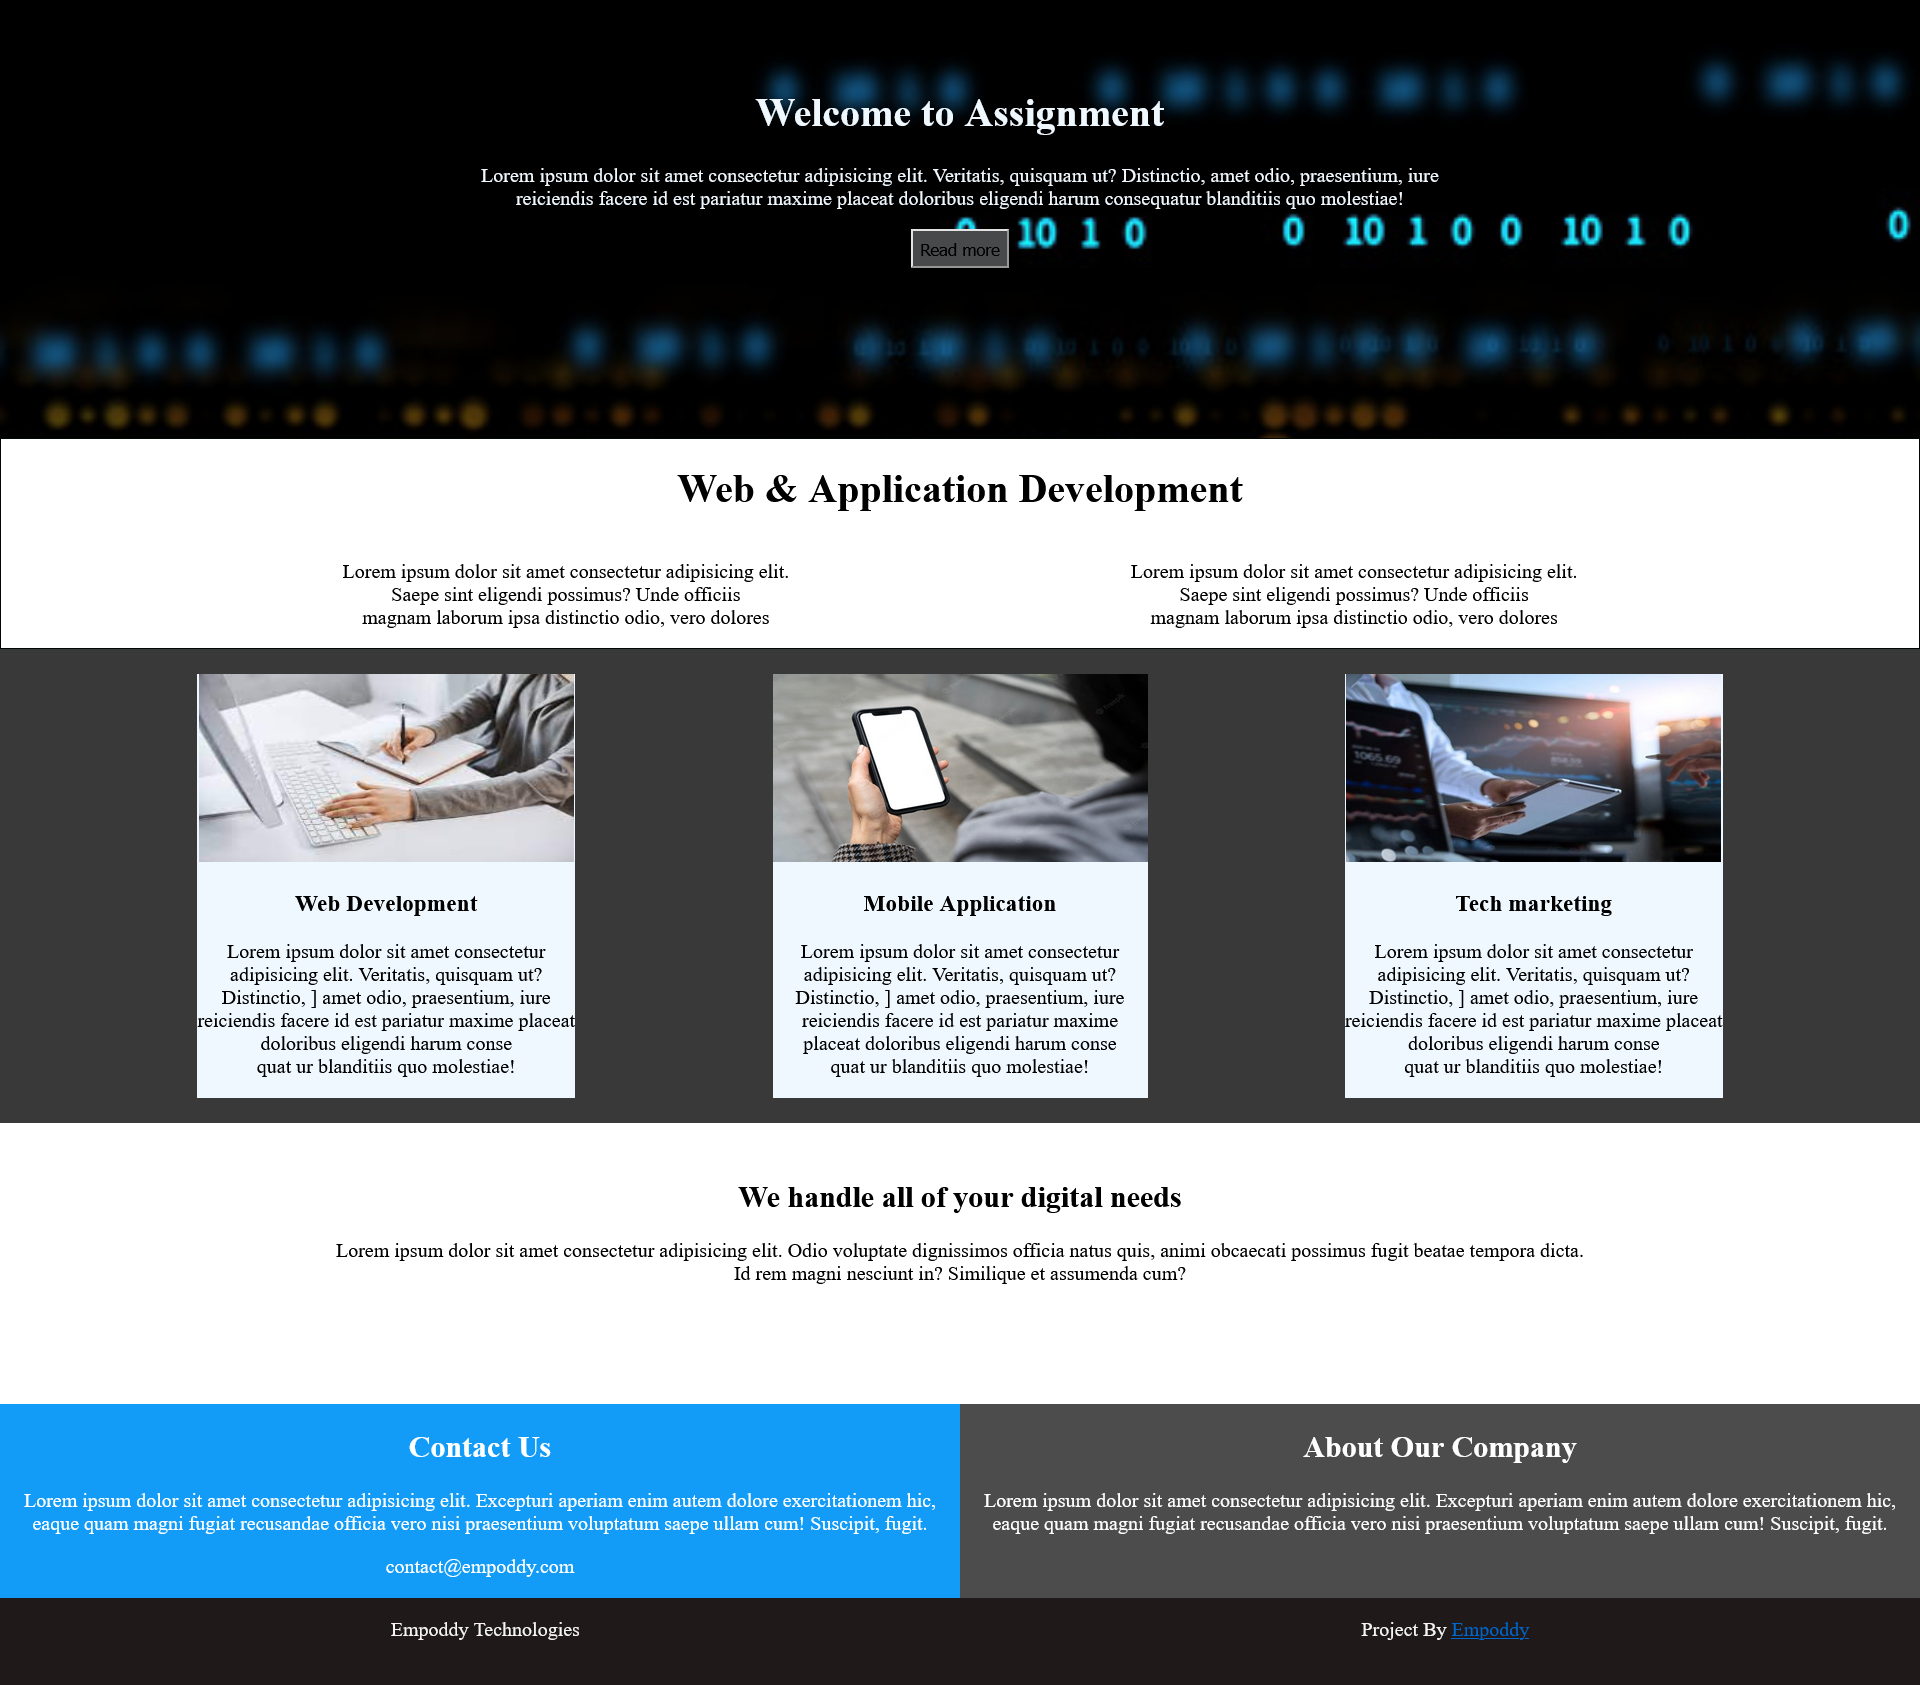 Welcome to Assignment
Lorem ipsum dolor sit amet consectetur adipisicing elit. Veritatis, quisquam ut? Distinctio, amet odio, praesentium, iure
reiciendis facere id est pariatur maxime placeat doloribus eligendi harum consequatur blanditiis quo molestiae!
0 10 1 0 0 10 1 0 0 10 1 0 0
Read more
Web & Application Development
Lorem ipsum dolor sit amet consectetur adipisicing elit.
Saepe sint eligendi possimus? Unde officiis
magnam laborum ipsa distinctio odio, vero dolores
Lorem ipsum dolor sit amet consectetur adipisicing elit.
Saepe sint eligendi possimus? Unde officiis
magnam laborum ipsa distinctio odio, vero dolores
1065.69
Web Development
Lorem ipsum dolor sit amet consectetur
adipisicing elit. Veritatis, quisquam ut?
Distinctio, ] amet odio, praesentium, iure
reiciendis facere id est pariatur maxime placeat
doloribus eligendi harum conse
quat ur blanditiis quo molestiae!
Mobile Application
Lorem ipsum dolor sit amet consectetur
adipisicing elit. Veritatis, quisquam ut?
Distinctio, ] amet odio, praesentium, iure
reiciendis facere id est pariatur maxime
placeat doloribus eligendi harum conse
quat ur blanditiis quo molestiae!
Tech marketing
Lorem ipsum dolor sit amet consectetur
adipisicing elit. Veritatis, quisquam ut?
Distinctio, ] amet odio, praesentium, iure
reiciendis facere id est pariatur maxime placeat
doloribus eligendi harum conse
quat ur blanditiis quo molestiae!
We handle all of your digital needs
Lorem ipsum dolor sit amet consectetur adipisicing elit. Odio voluptate dignissimos officia natus quis, animi obcaecati possimus fugit beatae tempora dicta.
Id rem magni nesciunt in? Similique et assumenda cum?
Contact Us
Lorem ipsum dolor sit amet consectetur adipisicing elit. Excepturi aperiam enim autem dolore exercitationem hic,
eaque quam magni fugiat recusandae officia vero nisi praesentium voluptatum saepe ullam cum! Suscipit, fugit.
contact@empoddy.com
About Our Company
Lorem ipsum dolor sit amet consectetur adipisicing elit. Excepturi aperiam enim autem dolore exercitationem hic,
eaque quam magni fugiat recusandae officia vero nisi praesentium voluptatum saepe ullam cum! Suscipit, fugit.
Empoddy Technologies
Project By Empoddy